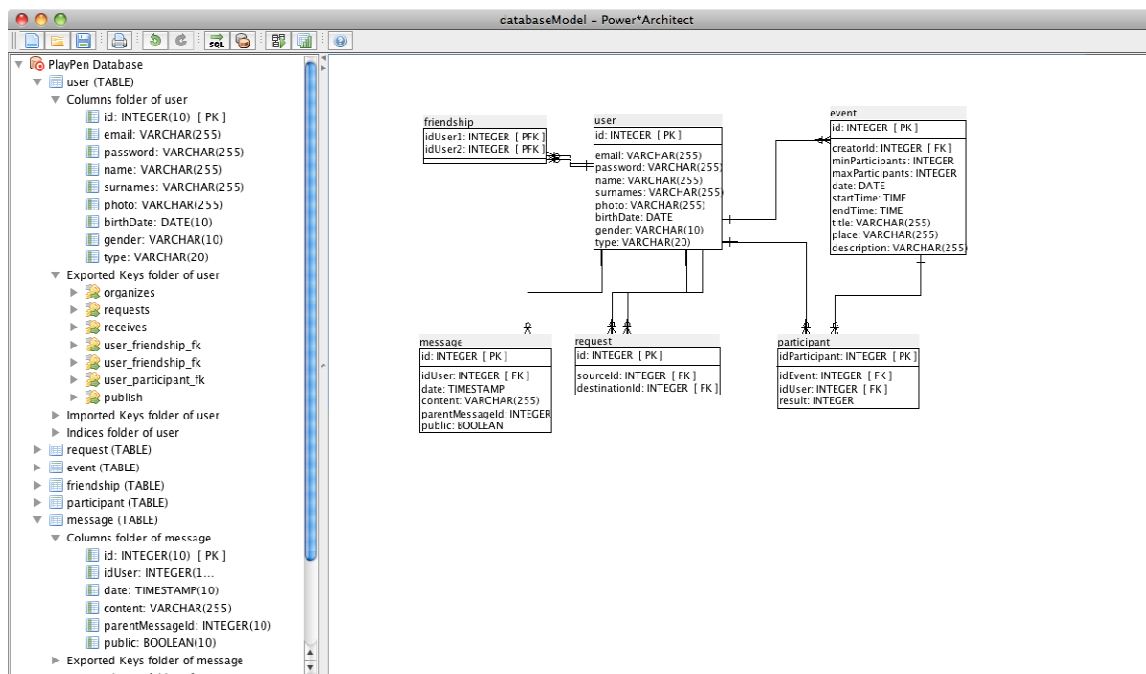 databaseModel - Power*Architect
SQL
PlayPen Database
user (TABLE)
Columns folder of user
id: INTEGER(10) [ PK ]
email: VARCHAR(255)
password: VARCHAR(255)
name: VARCHAR(255)
surnames: VARCHAR(255)
photo: VARCHAR(255)
birthDate: DATE(10)
gender: VARCHAR(10)
type: VARCHAR(20)
Exported Keys folder of user
organizes
requests
receives
user_friendship_fk
user_friendship_fk
user_participant_fk
publish
Imported Keys folder of user
Indices folder of user
request (TABLE)
event (TABLE)
friendship (TABLE)
participant (TABLE)
message (TABLE)
Columns folder of message
id: INTEGER(10) [ PK ]
idUser: INTEGER(1...
date: TIMESTAMP(10)
content: VARCHAR(255)
parentMessageId: INTEGER(10)
public: BOOLEAN(10)
Exported Keys folder of message
friendship
idUser1: INTEGER [ PFK ]
idUser2: INTEGER [ PFK ]
user
id: INTEGER [ PK ]
email: VARCHAR(255)
password: VARCHAR(255)
name: VARCHAR(255)
surnames: VARCHAR(255)
photo: VARCHAR(255)
birthDate: DATE
gender: VARCHAR(10)
type: VARCHAR(20)
event
id: INTEGER [ PK ]
creatorId: INTEGER [ FK ]
minParticipants: INTEGER
maxParticipants: INTEGER
date: DATE
startTime: TIME
endTime: TIME
title: VARCHAR(255)
place: VARCHAR(255)
description: VARCHAR(255)
message
id: INTEGER [ PK ]
idUser: INTEGER [ FK ]
date: TIMESTAMP
content: VARCHAR(255)
parentMessageId: INTEGER
public: BOOLEAN
request
id: INTEGER [ PK ]
sourceId: INTEGER [ FK ]
destinationId: INTEGER [ FK ]
participant
idParticipant: INTEGER [ PK ]
idEvent: INTEGER [ FK ]
idUser: INTEGER [ FK ]
result: INTEGER